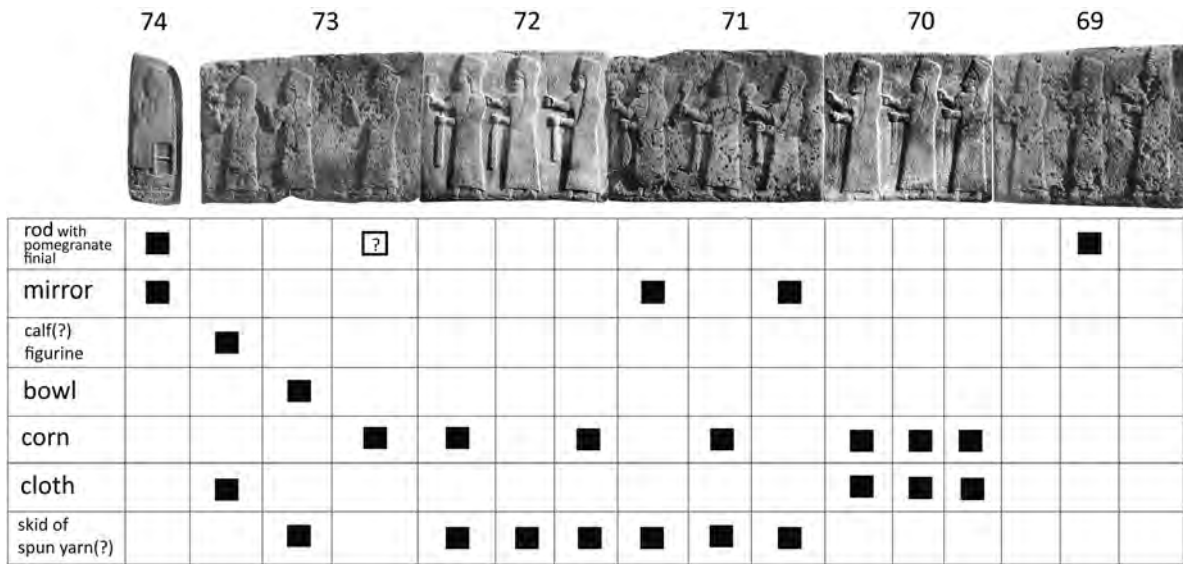 74 73 72 71 70 69
rod with
pomegranate
finial
?
mirror
calf(?)
figurine
bowl
corn
cloth
skid of
spun yarn(?)